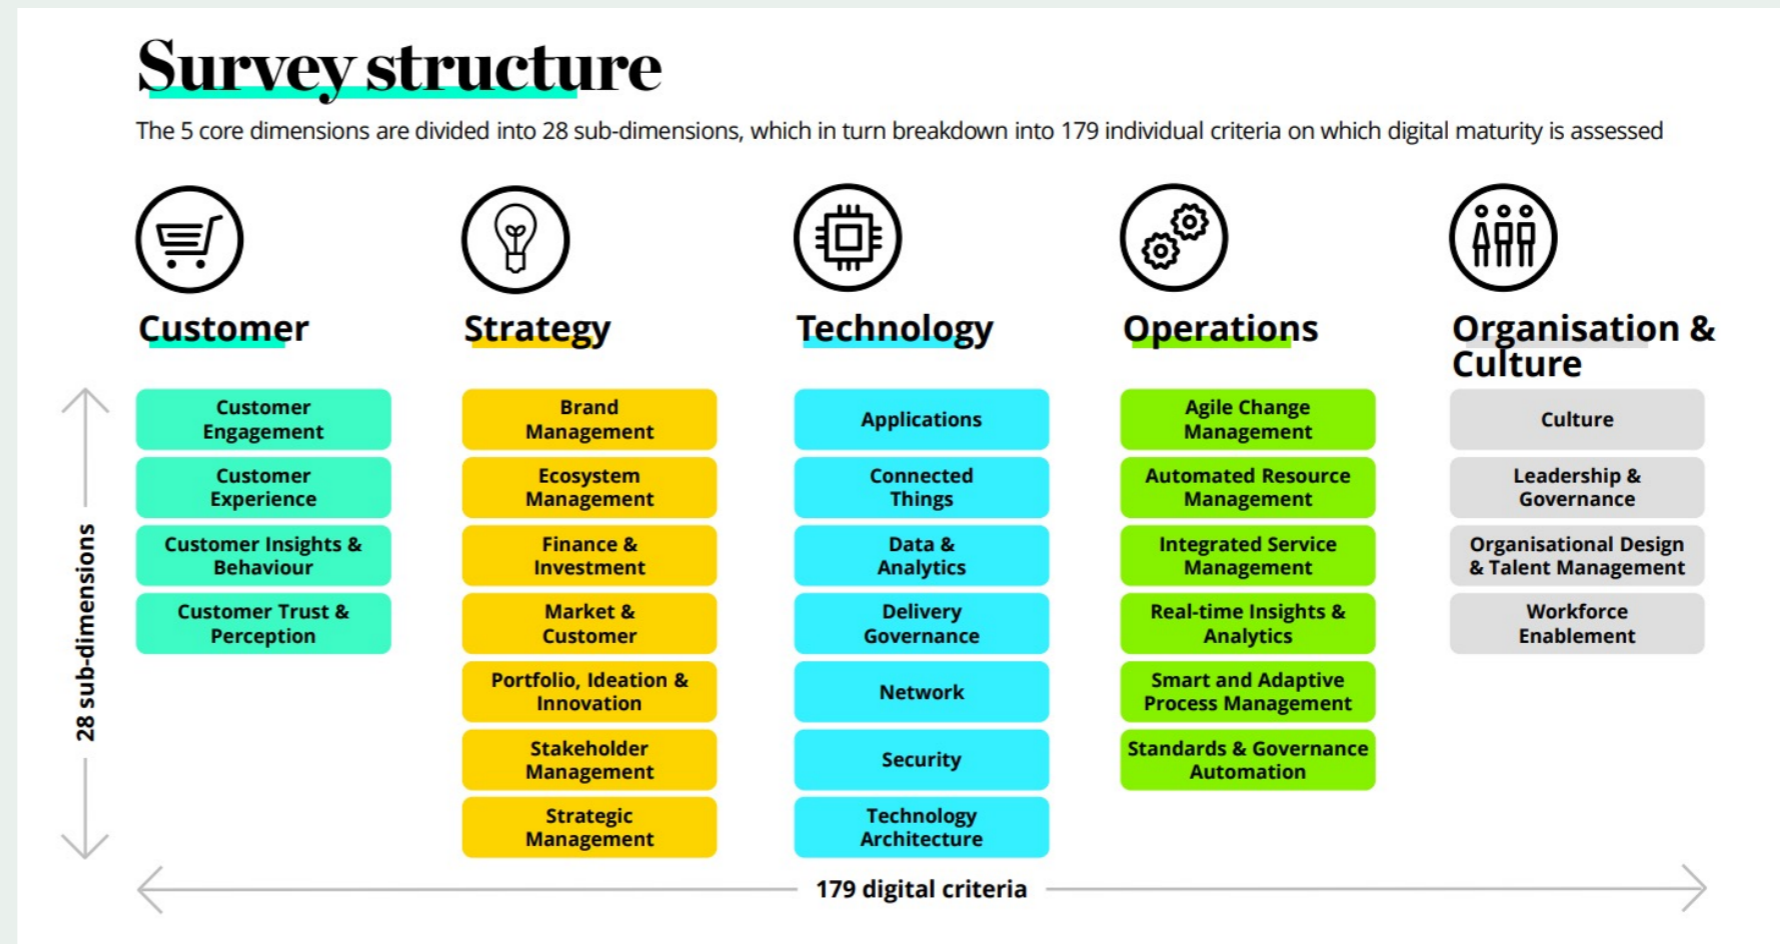 Survey structure
The 5 core dimensions are divided into 28 sub-dimensions, which in turn breakdown into 179 individual criteria on which digital maturity is assessed
Customer
Customer
Engagement
Customer
Experience
Customer Insights &
Behaviour
Customer Trust &
Perception
Strategy
Brand
Management
Ecosystem
Management
Finance &
Investment
Market &
Customer
Portfolio, Ideation &
Innovation
Stakeholder
Management
Strategic
Management
Technology
Applications
Connected
Things
Data &
Analytics
Delivery
Governance
Network
Security
Technology
Architecture
Operations
Agile Change
Management
Automated Resource
Management
Integrated Service
Management
Real-time Insights &
Analytics
Smart and Adaptive
Process Management
Standards & Governance
Automation
Organisation &
Culture
Culture
Leadership &
Governance
Organisational Design
& Talent Management
Workforce
Enablement
28 sub-dimensions
179 digital criteria